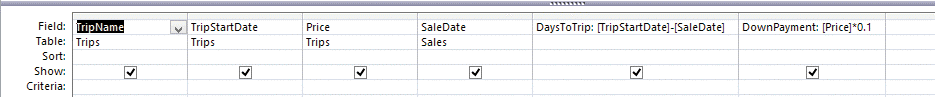 Field: TripName TripStartDate Price SaleDate DaysToTrip: [TripStartDate]-[SaleDate] DownPayment: [Price]*0.1
Table: Trips Trips Trips Sales
Sort:
Show:
Criteria: